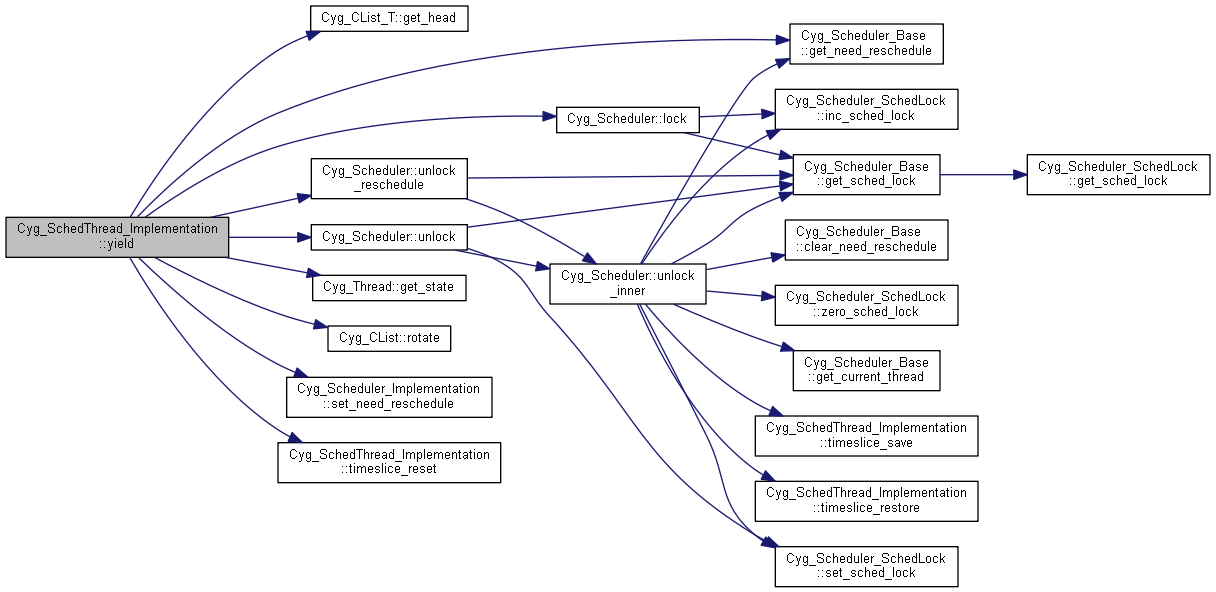 Cyg_SchedThread_Implementation
::yield
Cyg_CList_T::get_head
Cyg_Scheduler_Base
::get_need_reschedule
Cyg_Scheduler::lock
Cyg_Scheduler_SchedLock
::inc_sched_lock
Cyg_Scheduler::unlock
_reschedule
Cyg_Scheduler_Base
::get_sched_lock
Cyg_Scheduler_SchedLock
::get_sched_lock
Cyg_Scheduler::unlock
Cyg_Scheduler_Base
::clear_need_reschedule
Cyg_Thread::get_state
Cyg_Scheduler::unlock
_inner
Cyg_Scheduler_SchedLock
::zero_sched_lock
Cyg_CList::rotate
Cyg_Scheduler_Base
::get_current_thread
Cyg_Scheduler_Implementation
::set_need_reschedule
Cyg_SchedThread_Implementation
::timeslice_save
Cyg_SchedThread_Implementation
::timeslice_reset
Cyg_SchedThread_Implementation
::timeslice_restore
Cyg_Scheduler_SchedLock
::set_sched_lock